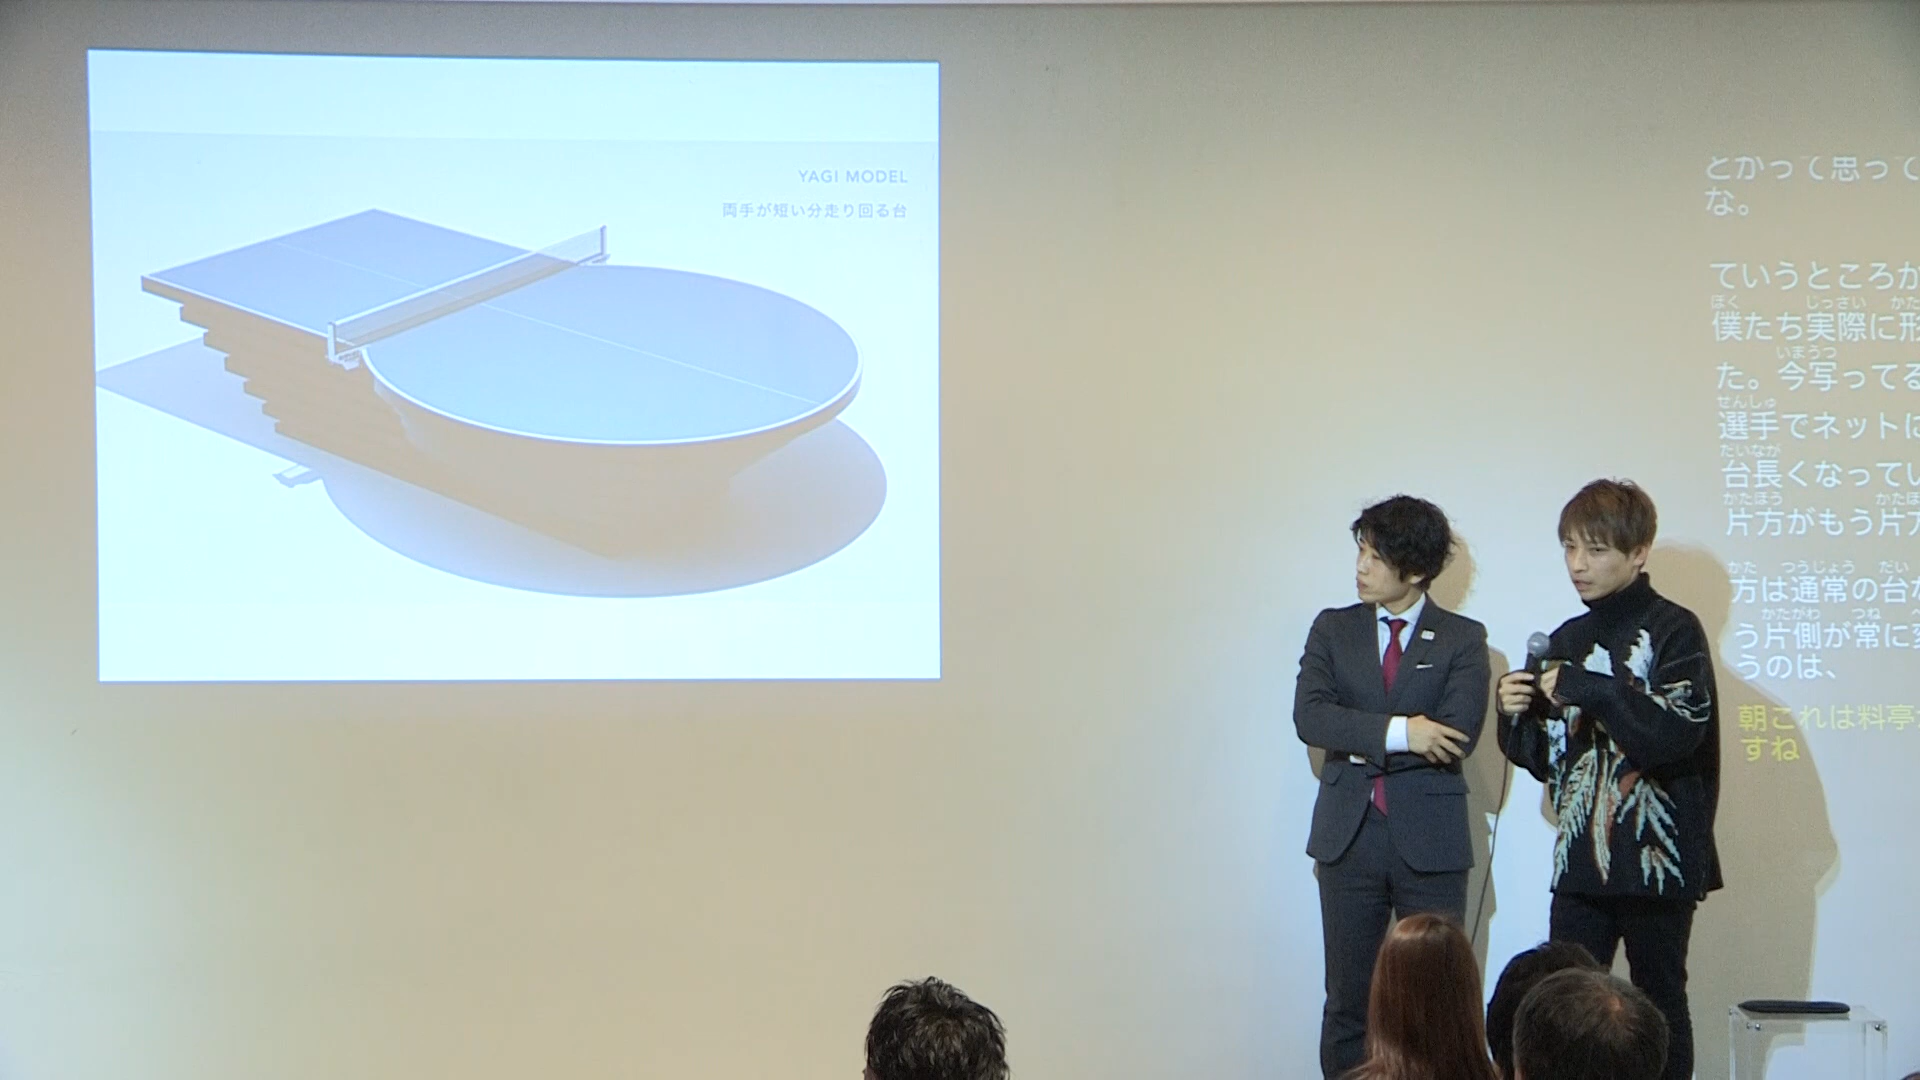 YAGI MODEL
両手が短い分走り回る台
とかって思って
な。
ていうところか
ぼく じっさい かた
僕たち実際に形
いまうつ
た。今写ってる
せんしゅ
選手でネットに
だいなが
台長くなってい
かたほう かたほ
片方がもう片方
かた つうじょう だい
方は通常の台な
かたがわ つね
う片側が常に変
うのは、
朝これは料亭
すね